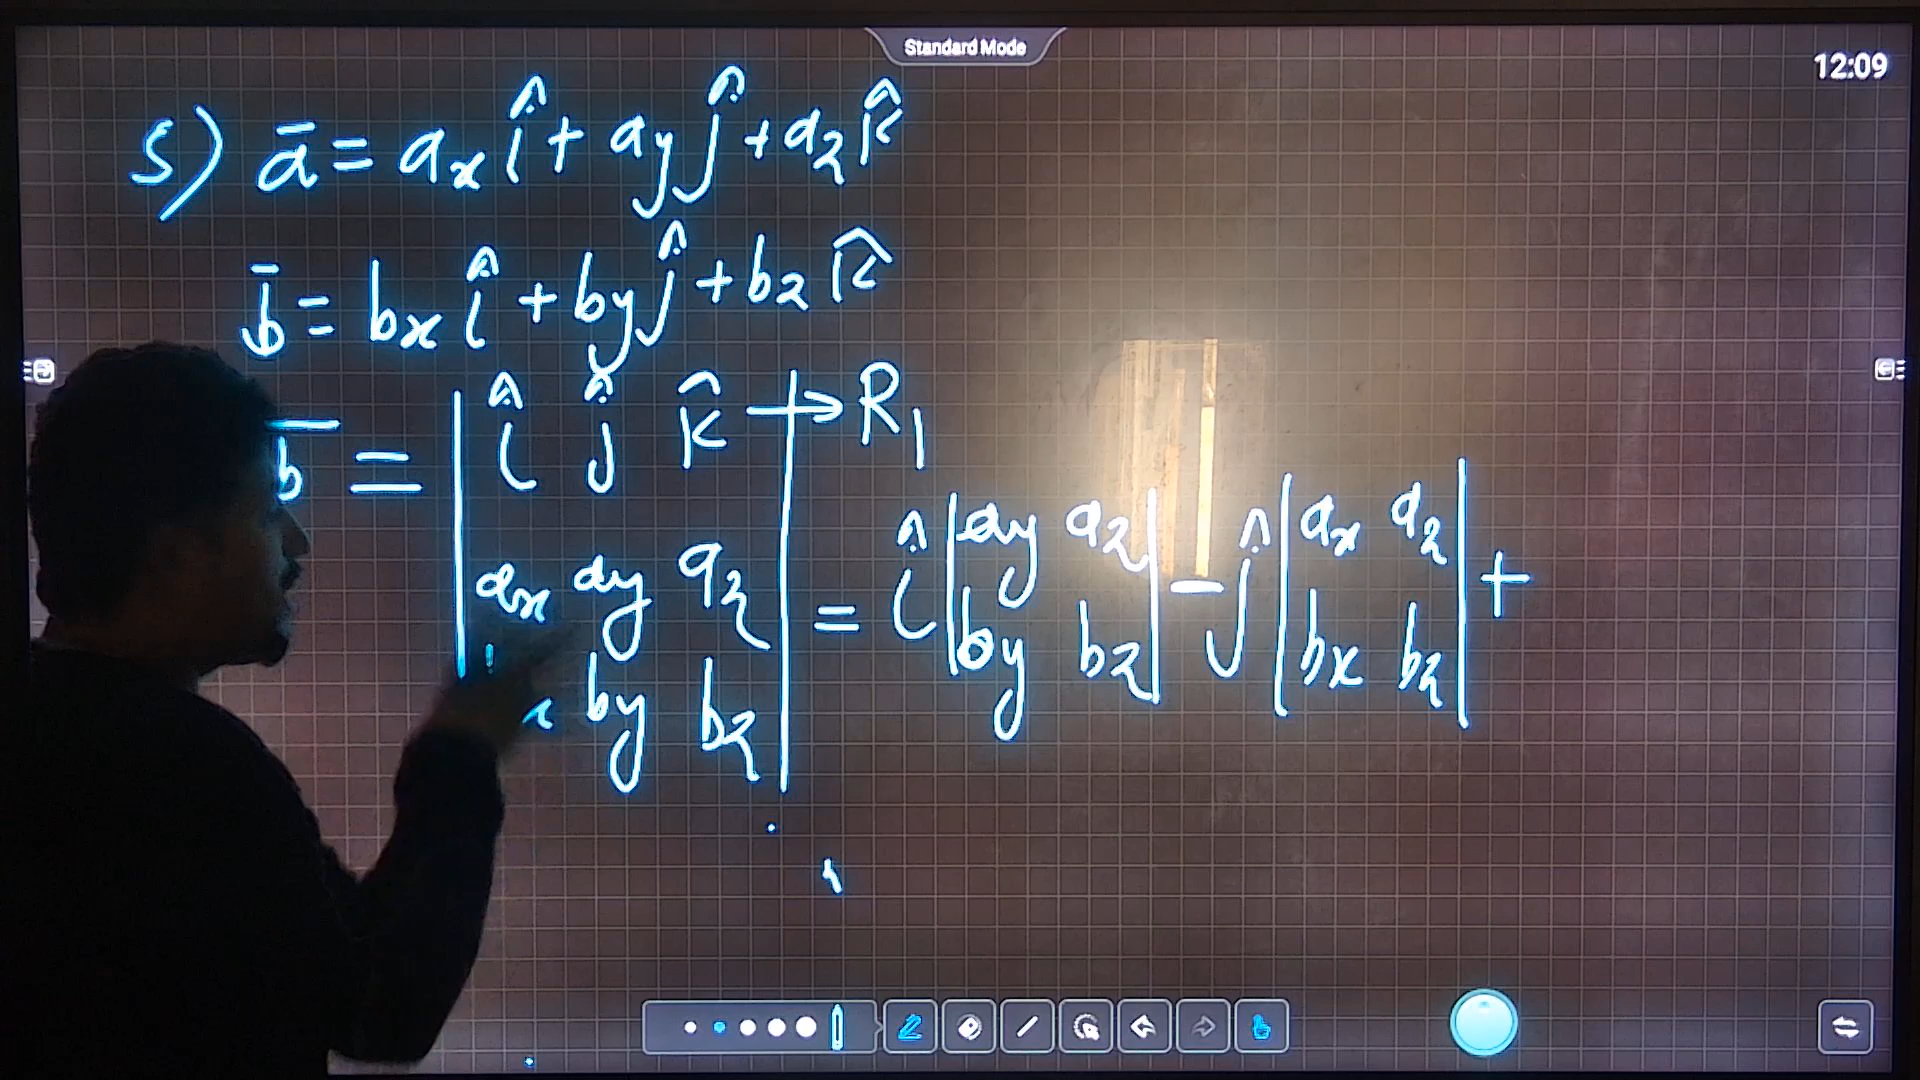 Standard Mode
12:09
5) a̅ = aₓ î + a_y ĵ + a_z k̂
b̅ = bₓ î + b_y ĵ + b_z k̂
b̅ = | î ĵ k̂ | → R₁
| aₓ a_y a_z | = î | a_y a_z | - ĵ | aₓ a_z | +
| x b_y b_z | | b_y b_z | | bₓ b_z |